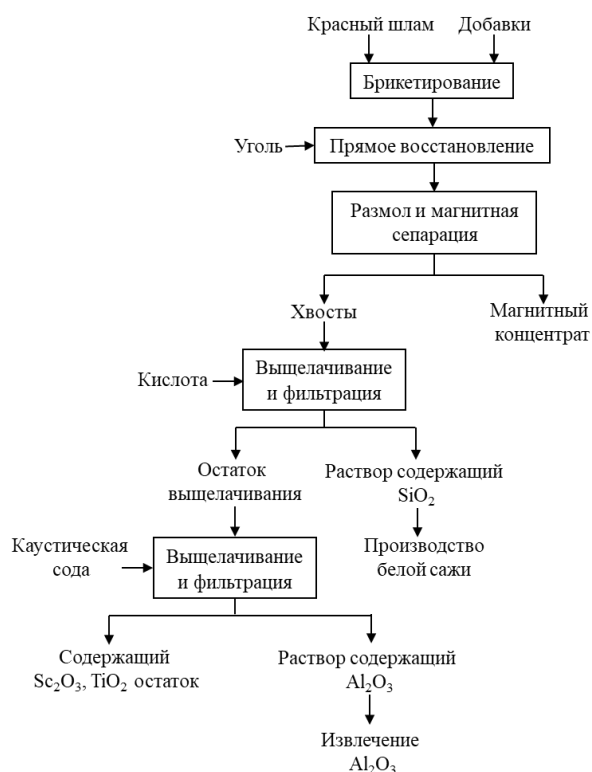 Красный шлам
Добавки
Брикетирование
Уголь
Прямое восстановление
Размол и магнитная
сепарация
Хвосты
Магнитный
концентрат
Кислота
Выщелачивание
и фильтрация
Остаток
выщелачивания
Раствор содержащий
SiO₂
Каустическая
сода
Выщелачивание
и фильтрация
Производство
белой сажи
Содержащий
Sc₂O₃, TiO₂ остаток
Раствор содержащий
Al₂O₃
Извлечение
Al₂O₃